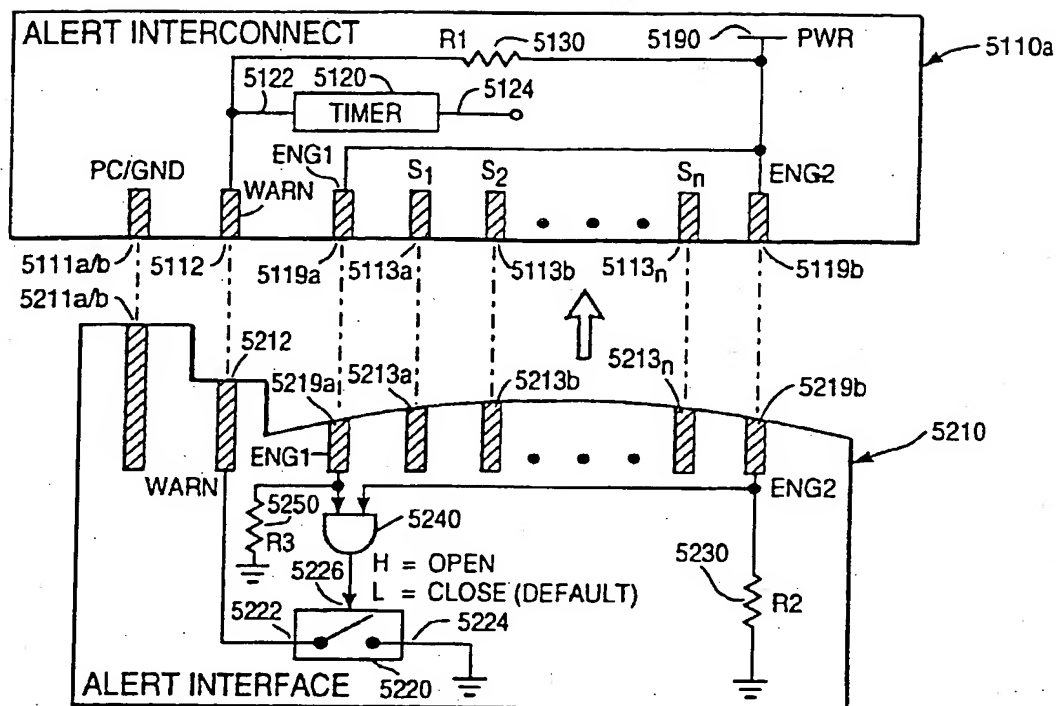 ALERT INTERCONNECT
R1
5130
5190
PWR
5110a
5122
5120
5124
TIMER
PC/GND
WARN
ENG1
S1
S2
Sn
ENG2
5111a/b
5112
5119a
5113a
5113b
5113n
5119b
5211a/b
5212
5219a
5213a
5213b
5213n
5219b
5210
WARN
ENG1
ENG2
5250
R3
5240
5230
R2
5226
H = OPEN
L = CLOSE (DEFAULT)
5222
5224
5220
ALERT INTERFACE